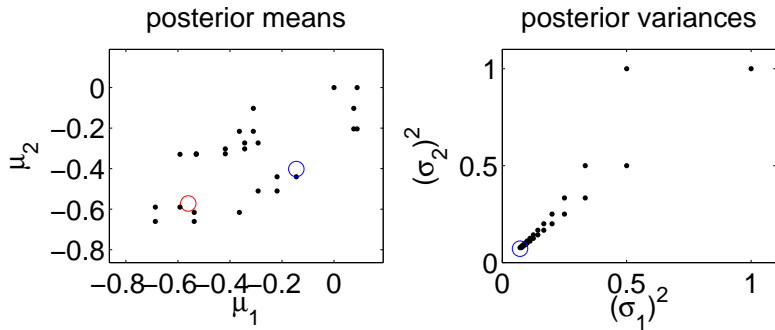 posterior means
0
−0.2
−0.4
−0.6
−0.8
μ2
−0.8 −0.6 −0.4 −0.2 0
μ1
posterior variances
1
0.5
0
(σ2)²
0 0.5 1
(σ1)²